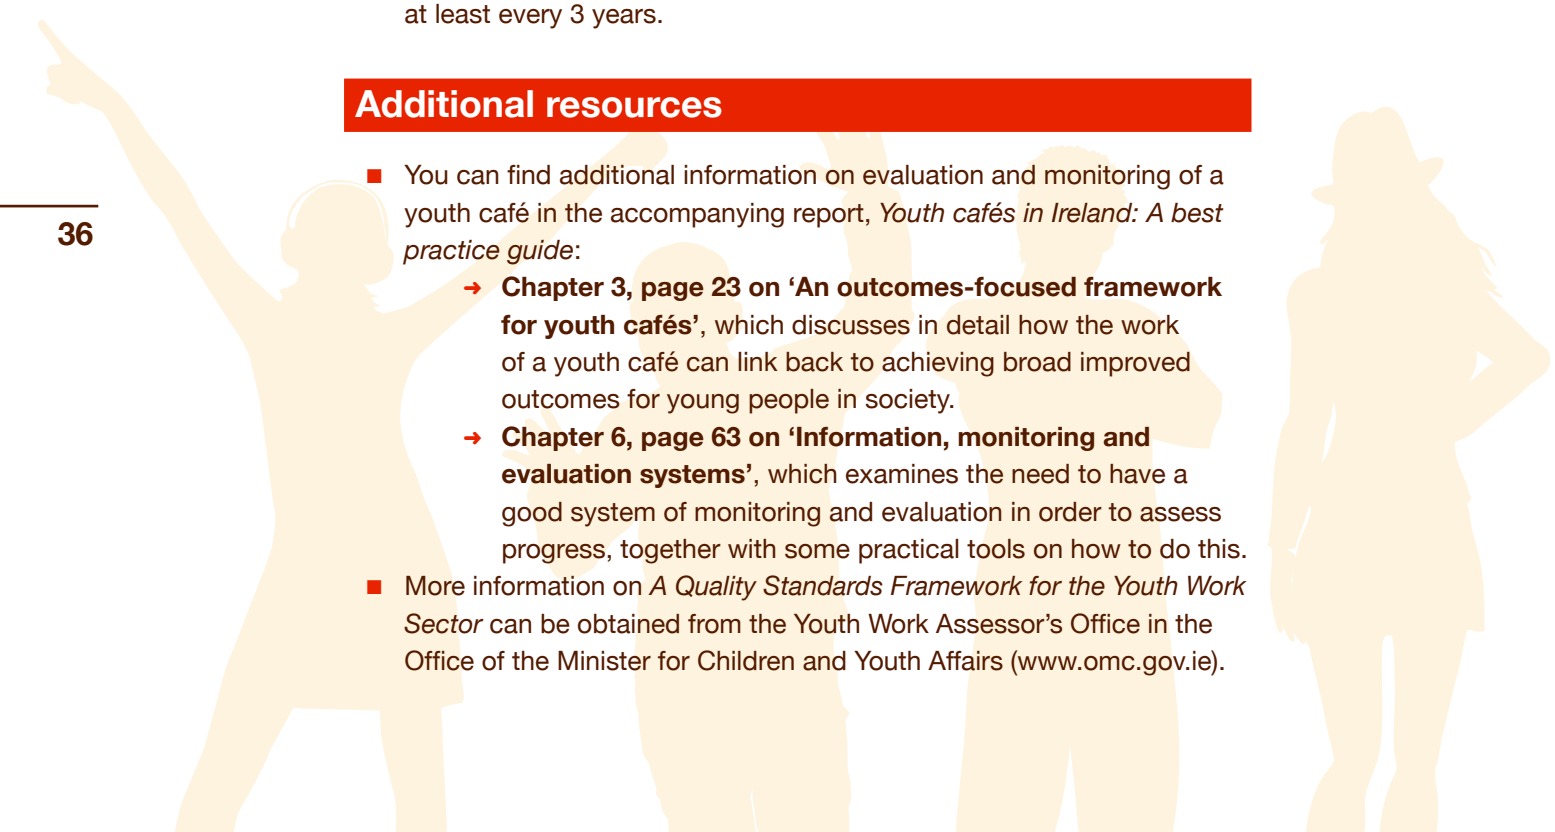 at least every 3 years.
Additional resources
■ You can find additional information on evaluation and monitoring of a
youth café in the accompanying report, Youth cafés in Ireland: A best
practice guide:
36
➜ Chapter 3, page 23 on ‘An outcomes-focused framework
for youth cafés’, which discusses in detail how the work
of a youth café can link back to achieving broad improved
outcomes for young people in society.
➜ Chapter 6, page 63 on ‘Information, monitoring and
evaluation systems’, which examines the need to have a
good system of monitoring and evaluation in order to assess
progress, together with some practical tools on how to do this.
■ More information on A Quality Standards Framework for the Youth Work
Sector can be obtained from the Youth Work Assessor’s Office in the
Office of the Minister for Children and Youth Affairs (www.omc.gov.ie).